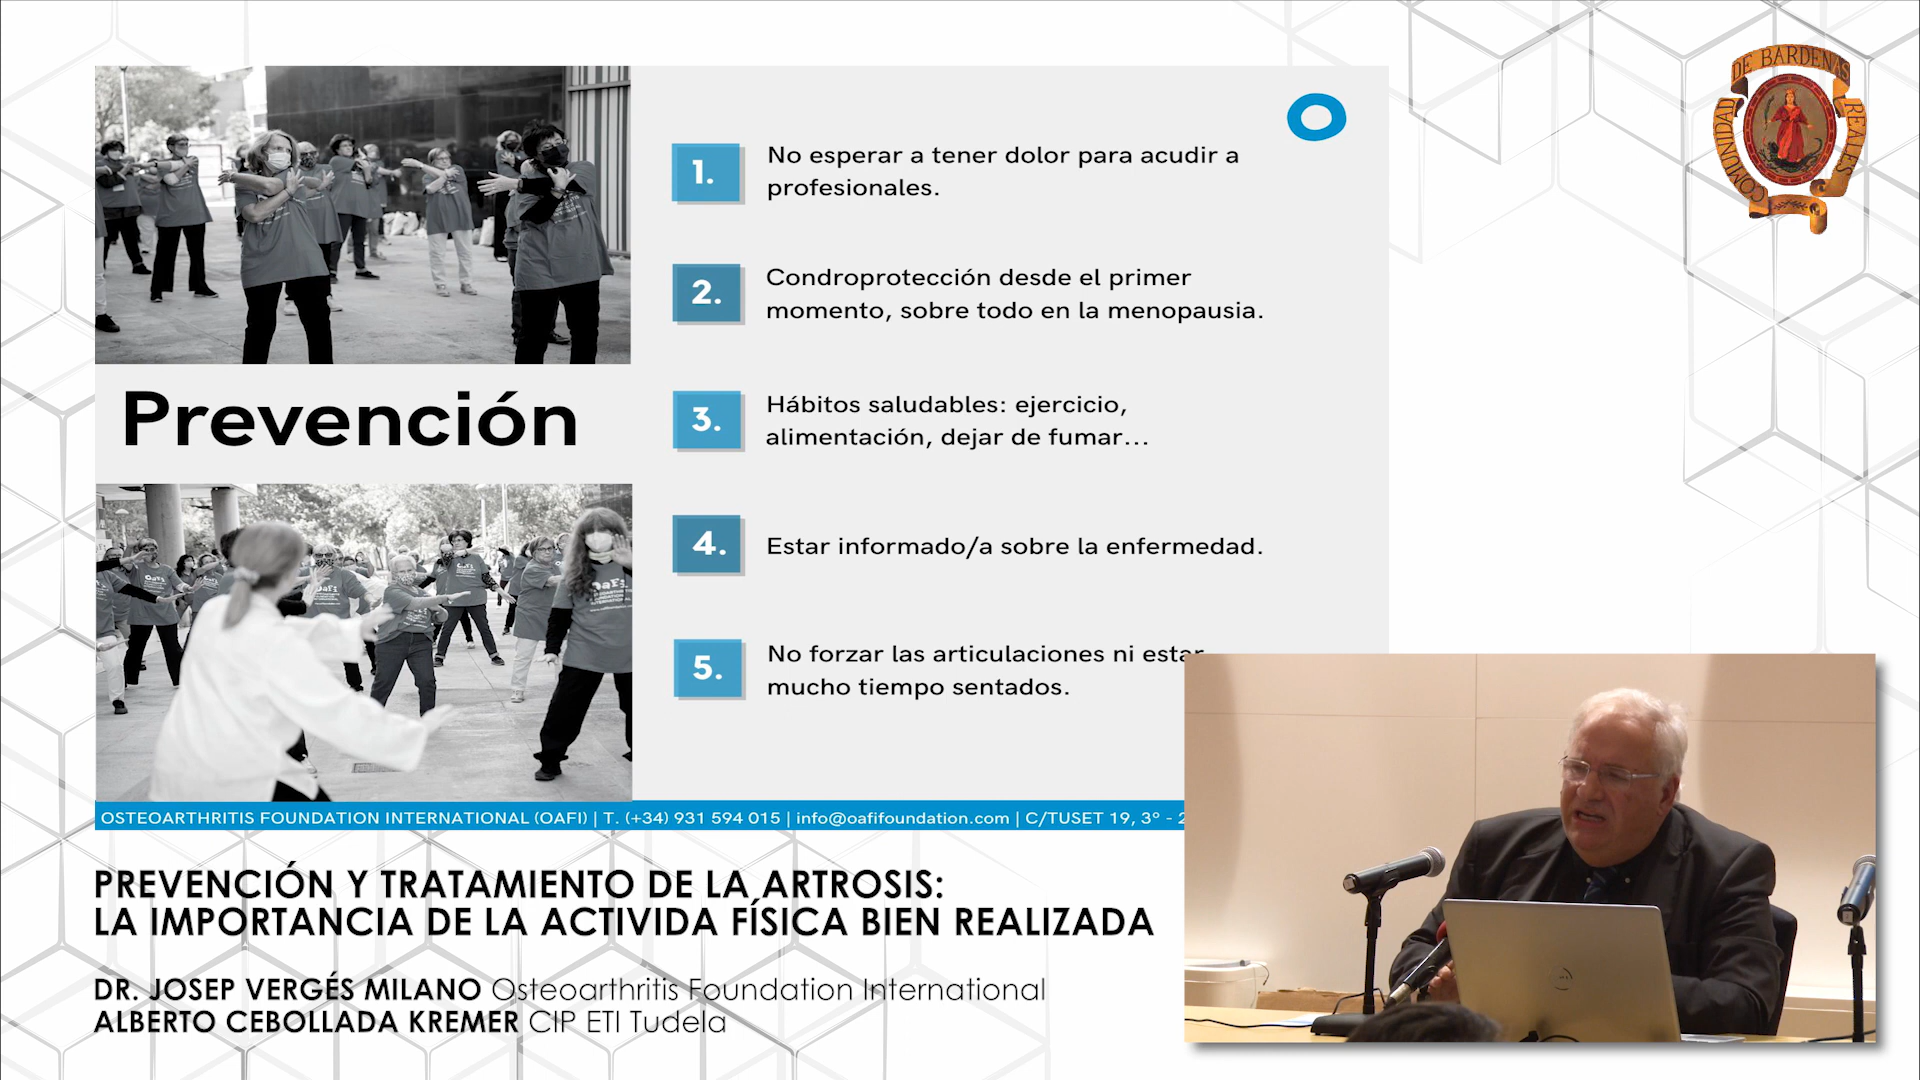 DE BARDENAS
COMUNIDAD
REALES
Prevención
1.
No esperar a tener dolor para acudir a
profesionales.
2.
Condroprotección desde el primer
momento, sobre todo en la menopausia.
3.
Hábitos saludables: ejercicio,
alimentación, dejar de fumar...
4.
Estar informado/a sobre la enfermedad.
5.
No forzar las articulaciones ni estar
mucho tiempo sentados.
OSTEOARTHRITIS FOUNDATION INTERNATIONAL (OAFI) | T. (+34) 931 594 015 | info@oafifoundation.com | C/TUSET 19, 3º - 2
PREVENCIÓN Y TRATAMIENTO DE LA ARTROSIS:
LA IMPORTANCIA DE LA ACTIVIDA FÍSICA BIEN REALIZADA
DR. JOSEP VERGÉS MILANO Osteoarthritis Foundation International
ALBERTO CEBOLLADA KREMER CIP ETI Tudela